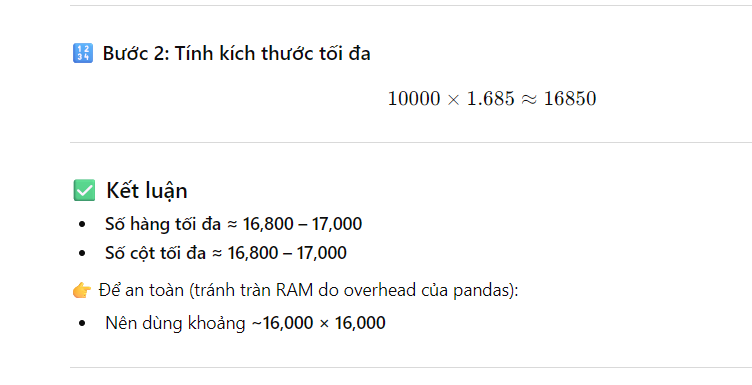 🔢 Bước 2: Tính kích thước tối đa
10000 × 1.685 ≈ 16850
✅ Kết luận
• Số hàng tối đa ≈ 16,800 – 17,000
• Số cột tối đa ≈ 16,800 – 17,000
👉 Để an toàn (tránh tràn RAM do overhead của pandas):
• Nên dùng khoảng ~16,000 × 16,000